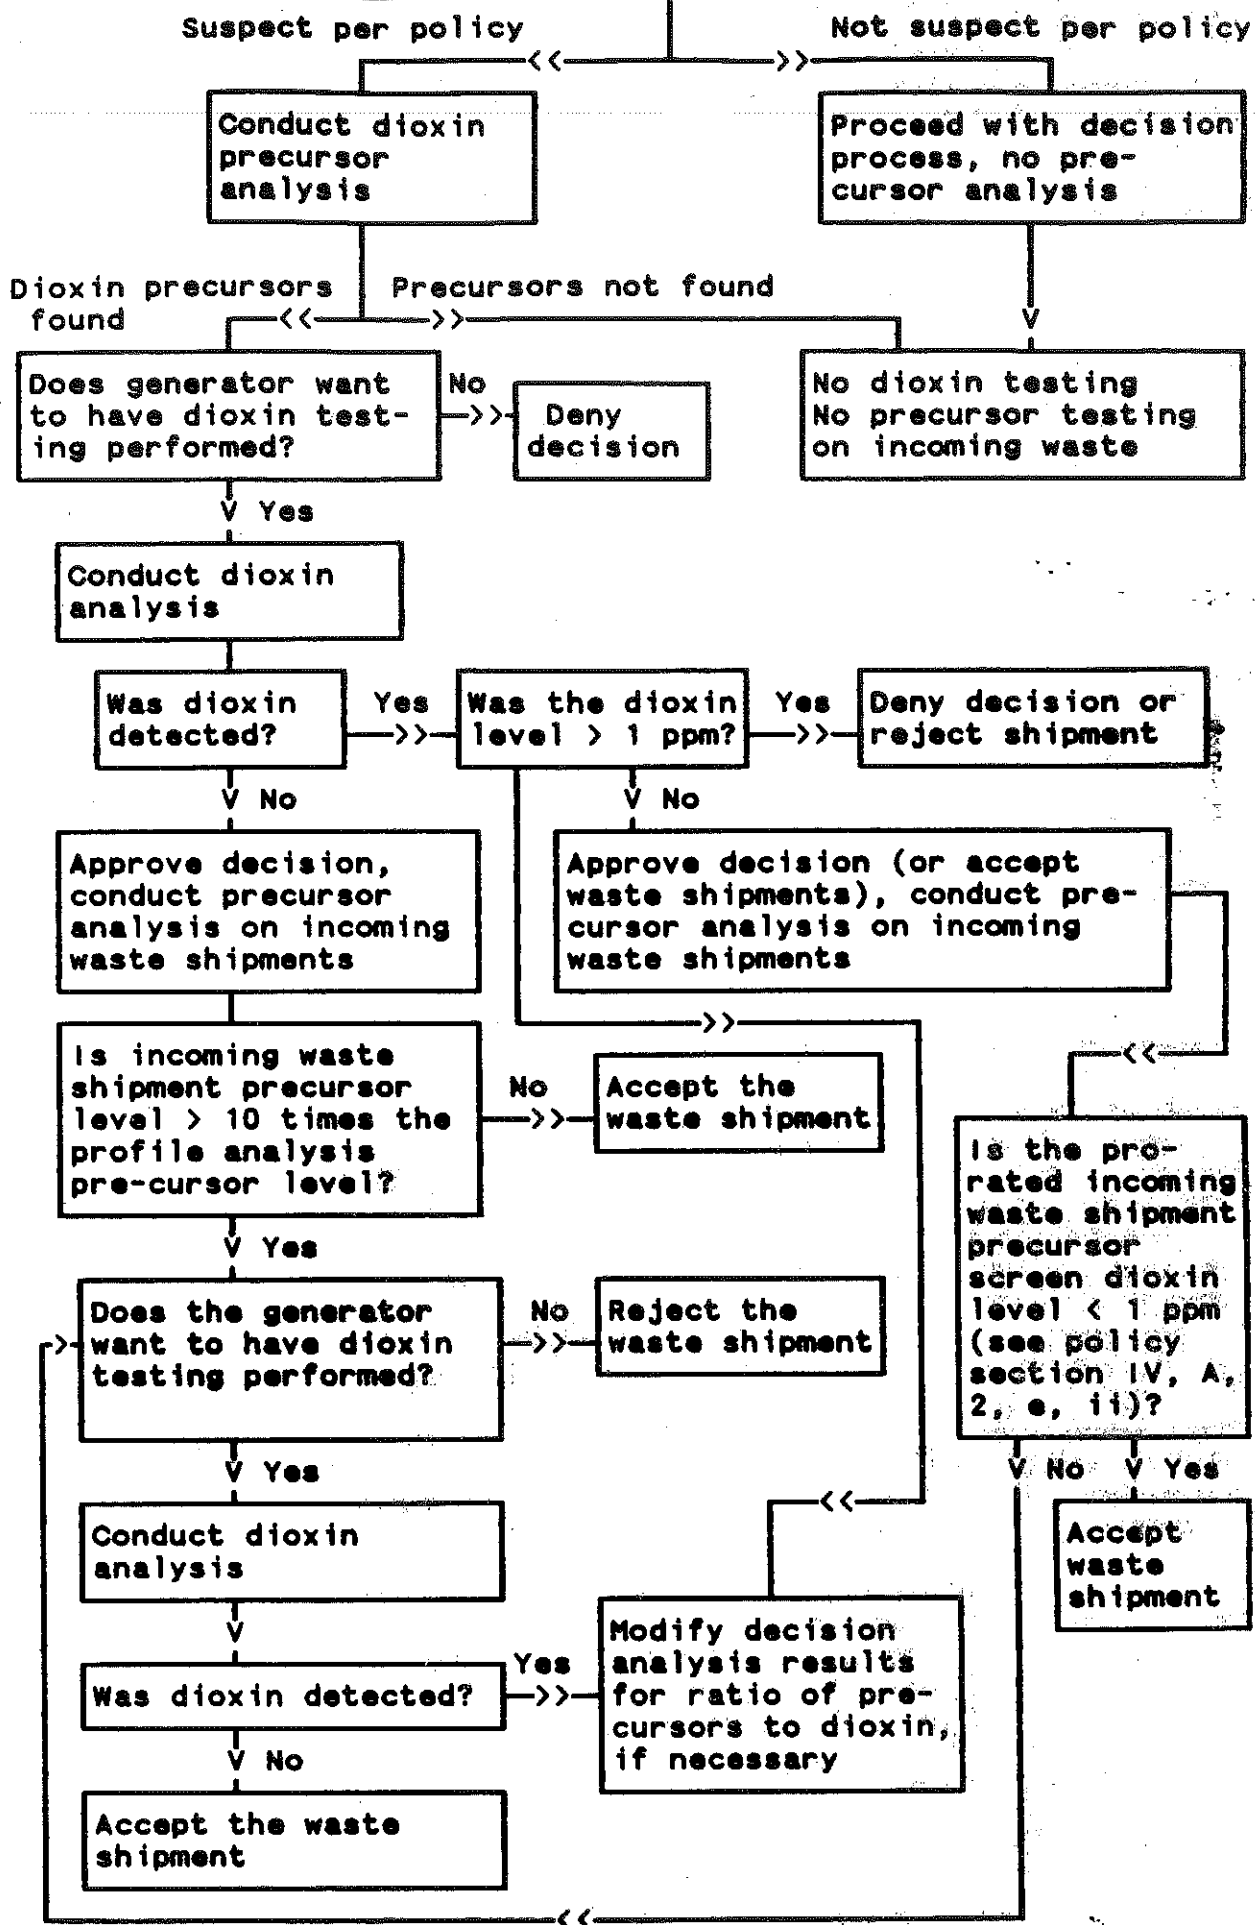 Suspect per policy
Not suspect per policy
<<
>>
Conduct dioxin
precursor
analysis
Proceed with decision
process, no pre-
cursor analysis
Dioxin precursors
found
Precursors not found
<<
>>
V
Does generator want
to have dioxin test-
ing performed?
No
>>
Deny
decision
No dioxin testing
No precursor testing
on incoming waste
V Yes
Conduct dioxin
analysis
Was dioxin
detected?
Yes
>>
Was the dioxin
level > 1 ppm?
Yes
>>
Deny decision or
reject shipment
V No
V No
Approve decision,
conduct precursor
analysis on incoming
waste shipments
Approve decision (or accept
waste shipments), conduct pre-
cursor analysis on incoming
waste shipments
>>
<<
Is incoming waste
shipment precursor
level > 10 times the
profile analysis
pre-cursor level?
No
>>
Accept the
waste shipment
Is the pro-
rated incoming
waste shipment
precursor
screen dioxin
level < 1 ppm
(see policy
section IV, A,
2, e, ii)?
V Yes
>
Does the generator
want to have dioxin
testing performed?
No
>>
Reject the
waste shipment
V No
V Yes
V Yes
<<
Accept
waste
shipment
Conduct dioxin
analysis
V
Was dioxin detected?
Yes
>>
Modify decision
analysis results
for ratio of pre-
cursors to dioxin,
if necessary
V No
Accept the waste
shipment
<<